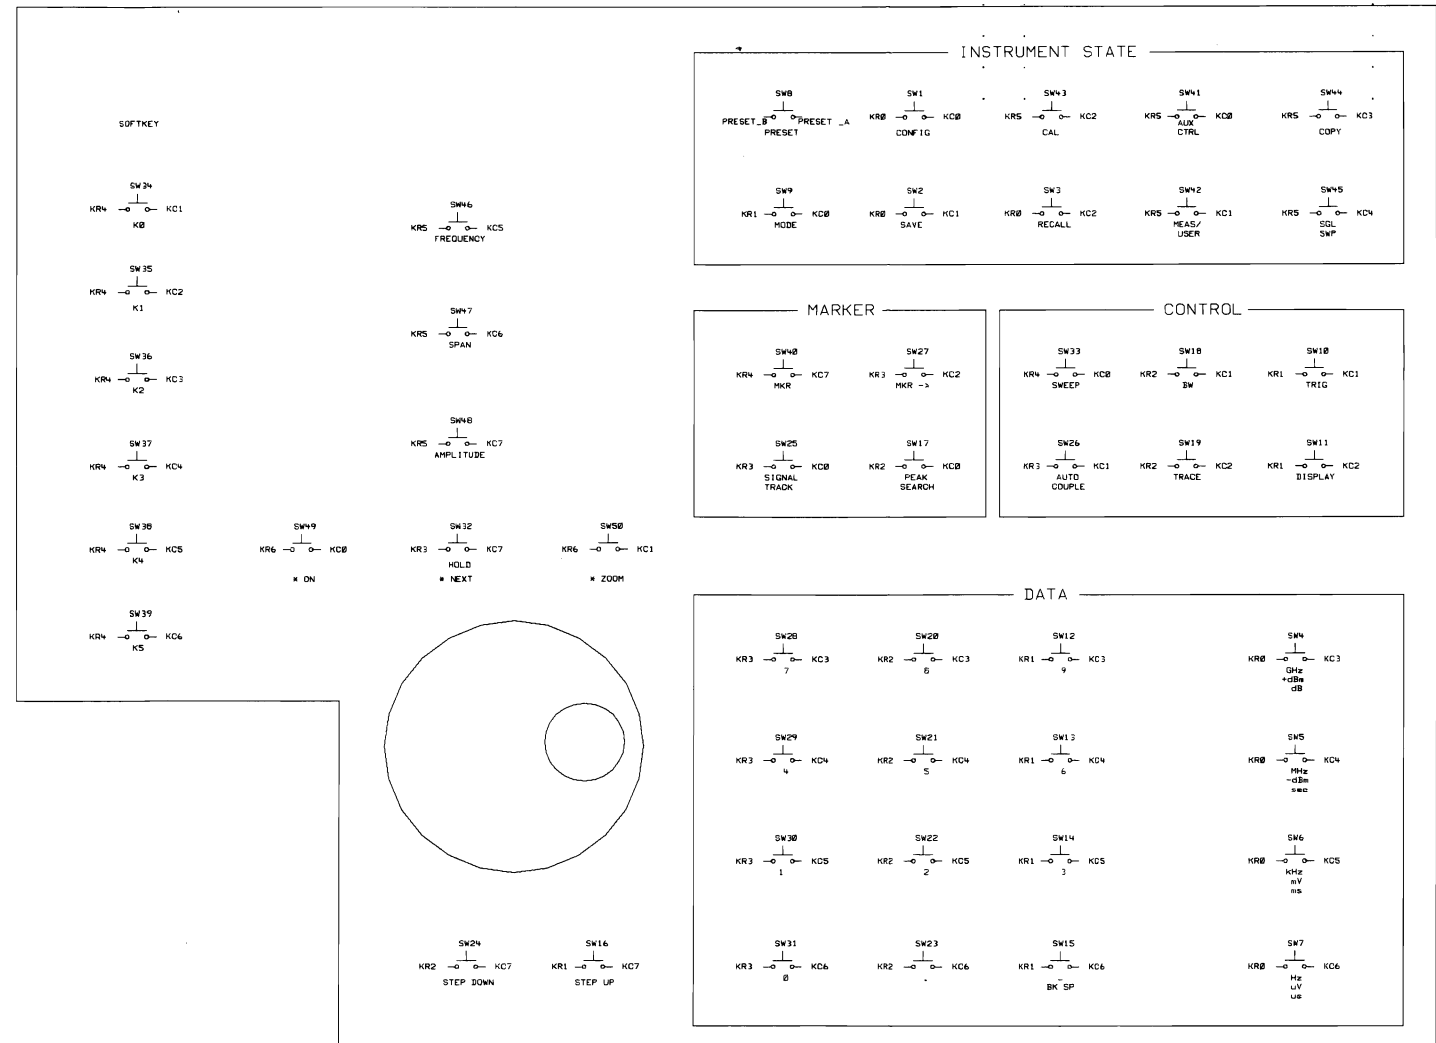 SOFTKEY
SW34
KR4 KC1
K0
SW35
KR4 KC2
K1
SW36
KR4 KC3
K2
SW37
KR4 KC4
K3
SW38
KR4 KC5
K4
SW39
KR4 KC6
K5
SW46
KR5 KC5
FREQUENCY
SW47
KR5 KC6
SPAN
SW48
KR5 KC7
AMPLITUDE
SW49
KR6 KC0
* ON
SW32
KR3 KC7
HOLD
* NEXT
SW50
KR6 KC1
* ZOOM
SW24
KR2 KC7
STEP DOWN
SW16
KR1 KC7
STEP UP
INSTRUMENT STATE
SW8
PRESET_B PRESET _A
PRESET
SW1
KR0 KC0
CONFIG
SW43
KR5 KC2
CAL
SW41
KR5 KC0
AUX
CTRL
SW44
KR5 KC3
COPY
SW9
KR1 KC0
MODE
SW2
KR0 KC1
SAVE
SW3
KR0 KC2
RECALL
SW42
KR5 KC1
MEAS/
USER
SW45
KR5 KC4
SGL
SWP
MARKER
SW40
KR4 KC7
MKR
SW27
KR3 KC2
MKR ->
SW25
KR3 KC0
SIGNAL
TRACK
SW17
KR2 KC0
PEAK
SEARCH
CONTROL
SW33
KR4 KC0
SWEEP
SW18
KR2 KC1
BW
SW10
KR1 KC1
TRIG
SW26
KR3 KC1
AUTO
COUPLE
SW19
KR2 KC2
TRACE
SW11
KR1 KC2
DISPLAY
DATA
SW28
KR3 KC3
7
SW20
KR2 KC3
8
SW12
KR1 KC3
9
SW4
KR0 KC3
GHz
+dBm
dB
SW29
KR3 KC4
4
SW21
KR2 KC4
5
SW13
KR1 KC4
6
SW5
KR0 KC4
MHz
-dBm
sec
SW30
KR3 KC5
1
SW22
KR2 KC5
2
SW14
KR1 KC5
3
SW6
KR0 KC5
kHz
mV
ms
SW31
KR3 KC6
0
SW23
KR2 KC6
.
SW15
KR1 KC6
-
BK SP
SW7
KR0 KC6
Hz
uV
us